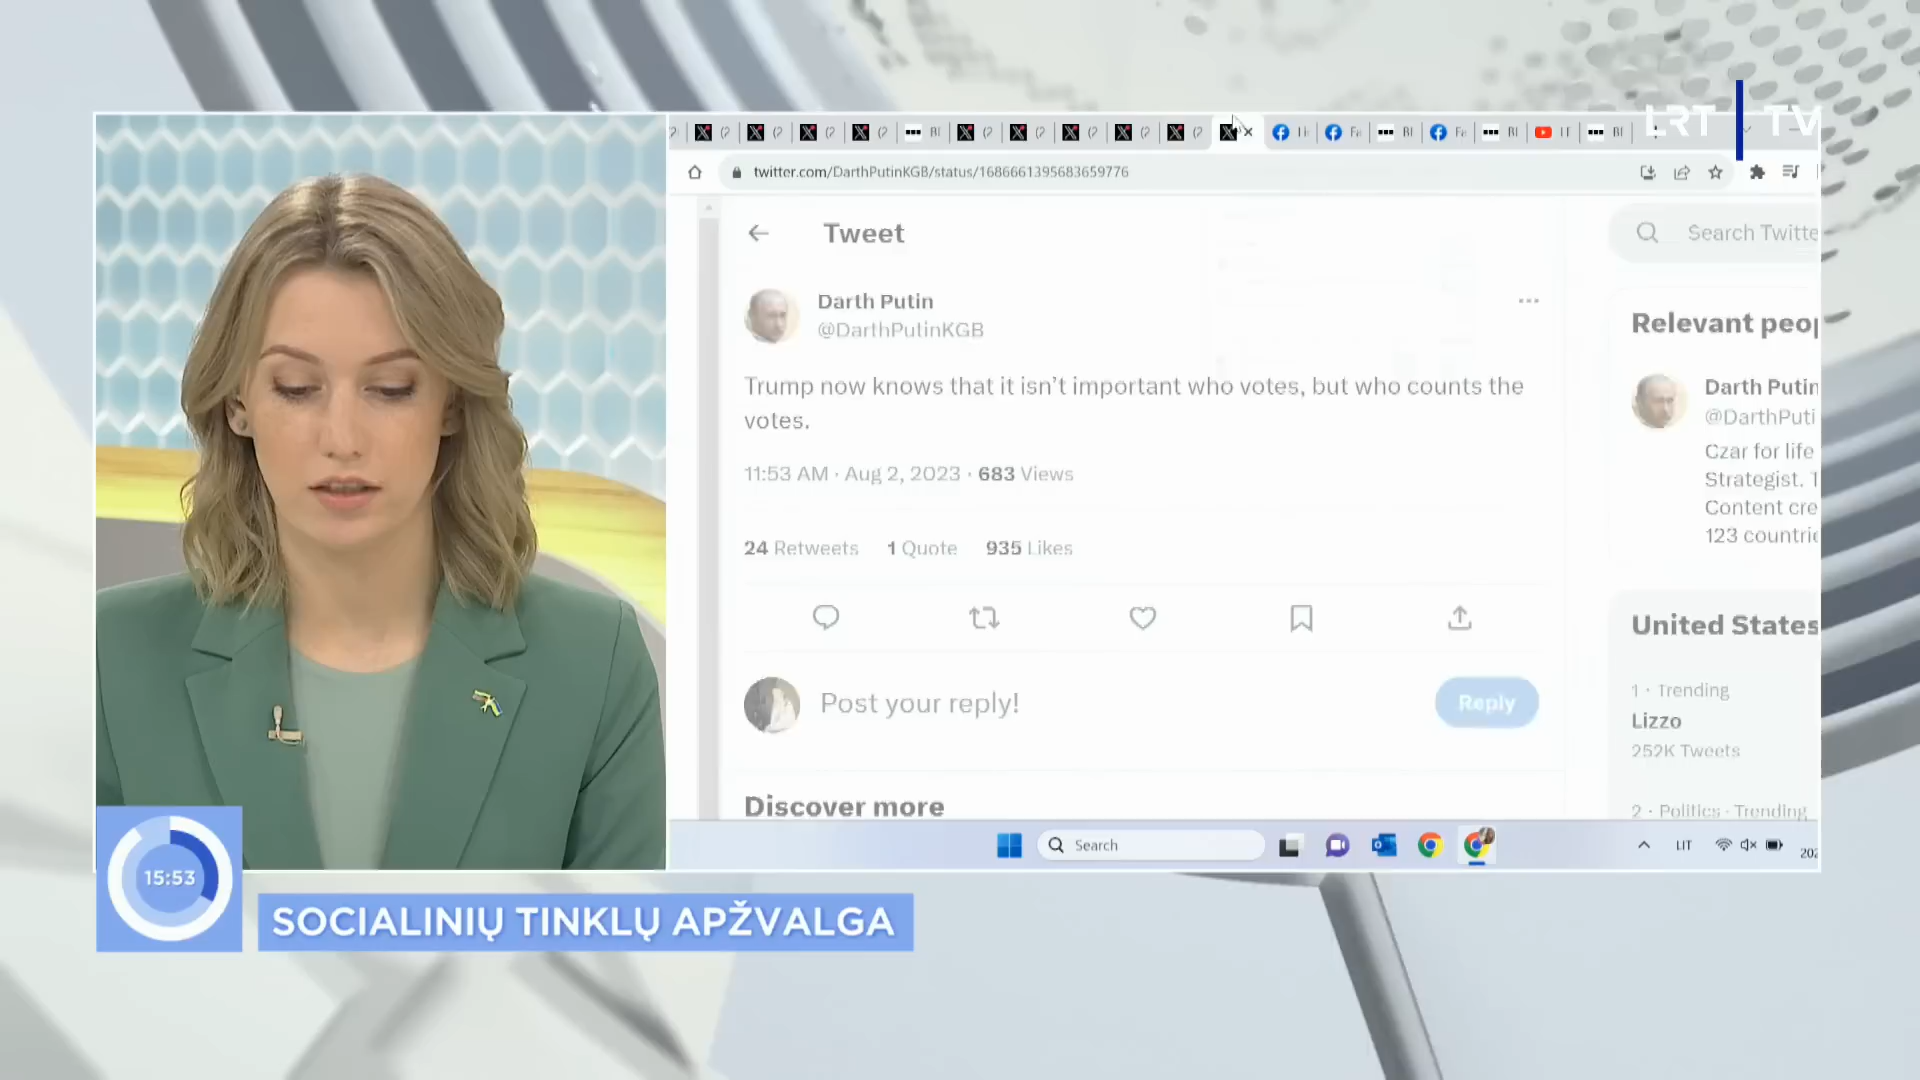 LRT TV
twitter.com/DarthPutinKGB/status/1686661395683659776
Tweet
Search Twitte
Darth Putin
@DarthPutinKGB
Trump now knows that it isn't important who votes, but who counts the
votes.
11:53 AM · Aug 2, 2023 · 683 Views
24 Retweets 1 Quote 935 Likes
Post your reply!
Reply
Discover more
Relevant peop
Darth Putin
@DarthPuti
Czar for life
Strategist. T
Content cre
123 countrie
United States
1 · Trending
Lizzo
252K Tweets
2 · Politics · Trending
Search
LIT
202
15:53
SOCIALINIŲ TINKLŲ APŽVALGA